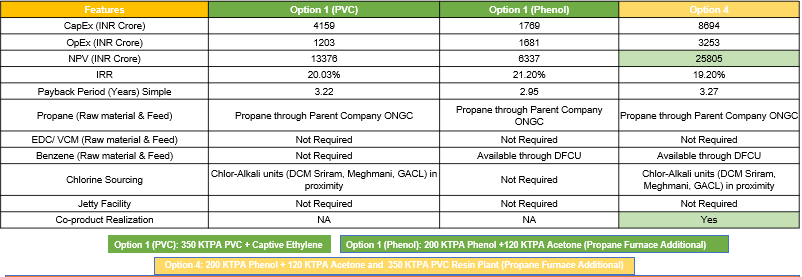 Features Option 1 (PVC) Option 1 (Phenol) Option 4
CapEx (INR Crore) 4159 1769 8694
OpEx (INR Crore) 1203 1681 3253
NPV (INR Crore) 13376 6337 25805
IRR 20.03% 21.20% 19.20%
Payback Period (Years) Simple 3.22 2.95 3.27
Propane (Raw material & Feed) Propane through Parent Company ONGC Propane through Parent Company
ONGC Propane through Parent Company ONGC
EDC/ VCM (Raw material & Feed) Not Required Not Required Not Required
Benzene (Raw material & Feed) Not Required Available through DFCU Available through DFCU
Chlorine Sourcing Chlor-Alkali units (DCM Sriram, Meghmani, GACL) in
proximity Not Required Chlor-Alkali units (DCM Sriram,
Meghmani, GACL) in proximity
Jetty Facility Not Required Not Required Not Required
Co-product Realization NA NA Yes
Option 1 (PVC): 350 KTPA PVC + Captive Ethylene Option 1 (Phenol): 200 KTPA Phenol +120 KTPA Acetone (Propane Furnace Additional)
Option 4: 200 KTPA Phenol + 120 KTPA Acetone and 350 KTPA PVC Resin Plant (Propane Furnace Additional)